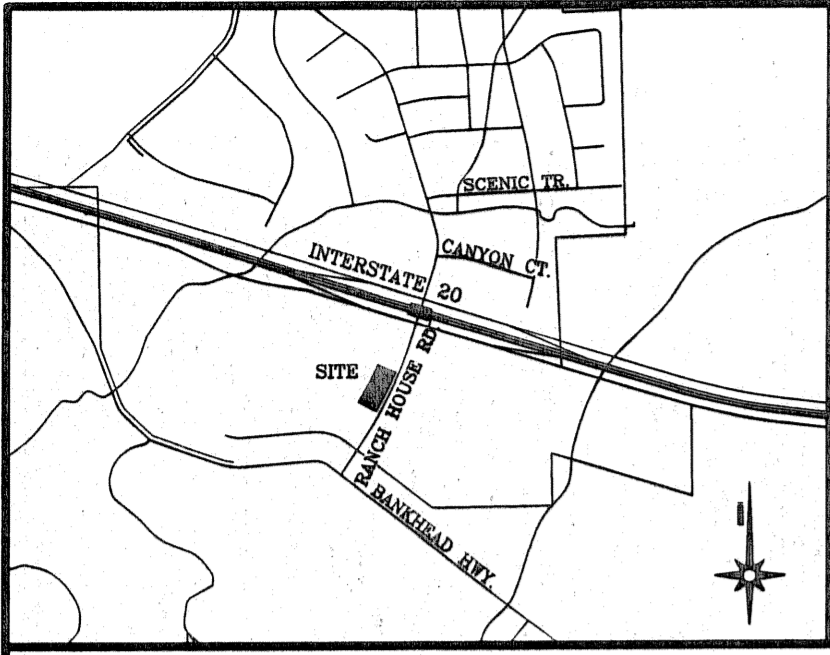 SCENIC TR.
CANYON CT.
INTERSTATE 20
SITE
RANCH HOUSE RD.
BANKHEAD HWY.